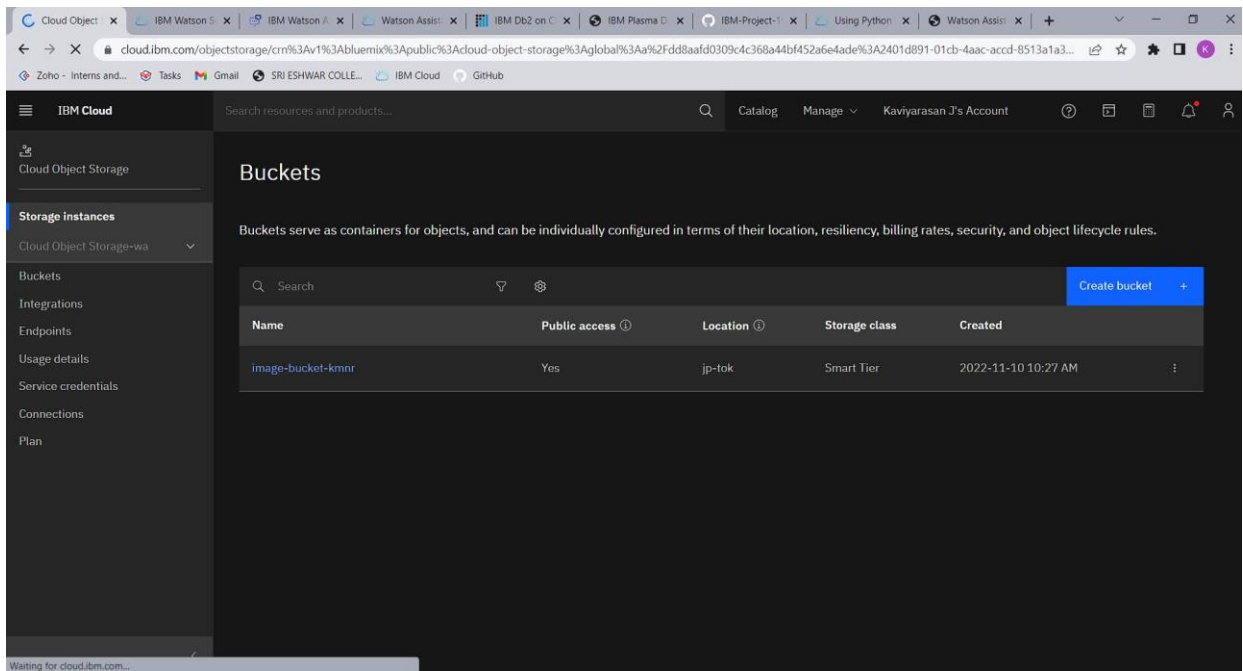 Cloud Object S
IBM Watson S
IBM Watson A
Watson Assist
IBM Db2 on C
IBM Plasma D
IBM-Project-1
Using Python
Watson Assist
cloud.ibm.com/objectstorage/crn%3Av1%3Abluemix%3Apublic%3Acloud-object-storage%3Aglobal%3Aa%2Fdd8aafd0309c4c368a44bf452a6e4ade%3A2401d891-01cb-4aac-accd-8513a1a3...
K
Zoho - Interns and...
Tasks
Gmail
SRI ESHWAR COLLE...
IBM Cloud
GitHub
IBM Cloud
Search resources and products...
Catalog
Manage
Kaviyarasan J's Account
Cloud Object Storage
Storage instances
Cloud Object Storage-wa
Buckets
Integrations
Endpoints
Usage details
Service credentials
Connections
Plan
Buckets
Buckets serve as containers for objects, and can be individually configured in terms of their location, resiliency, billing rates, security, and object lifecycle rules.
Search
Create bucket +
Name Public access Location Storage class Created
image-bucket-kmnr Yes jp-tok Smart Tier 2022-11-10 10:27 AM
Waiting for cloud.ibm.com...